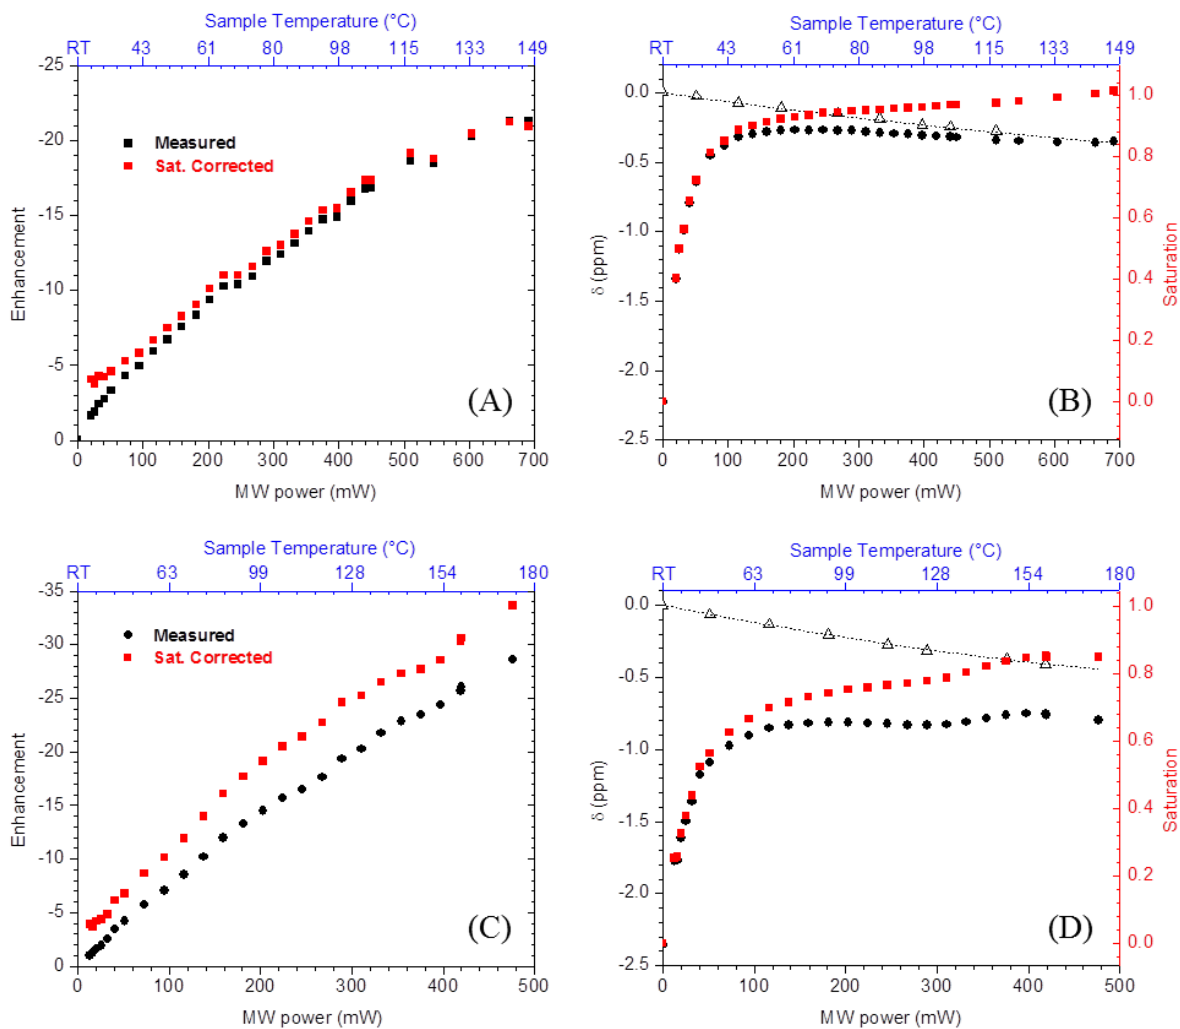 Sample Temperature (°C)
RT 43 61 80 98 115 133 149
-25
-20
-15
-10
-5
0
Enhancement
Measured
Sat. Corrected
(A)
0 100 200 300 400 500 600 700
MW power (mW)
Sample Temperature (°C)
RT 43 61 80 98 115 133 149
0.0
-0.5
-1.0
-1.5
-2.0
-2.5
δ (ppm)
1.0
0.8
0.6
0.4
0.2
0.0
Saturation
(B)
0 100 200 300 400 500 600 700
MW power (mW)
Sample Temperature (°C)
RT 63 99 128 154 180
-35
-30
-25
-20
-15
-10
-5
0
Enhancement
Measured
Sat. Corrected
(C)
0 100 200 300 400 500
MW power (mW)
Sample Temperature (°C)
RT 63 99 128 154 180
0.0
-0.5
-1.0
-1.5
-2.0
-2.5
δ (ppm)
1.0
0.8
0.6
0.4
0.2
0.0
Saturation
(D)
0 100 200 300 400 500
MW power (mW)